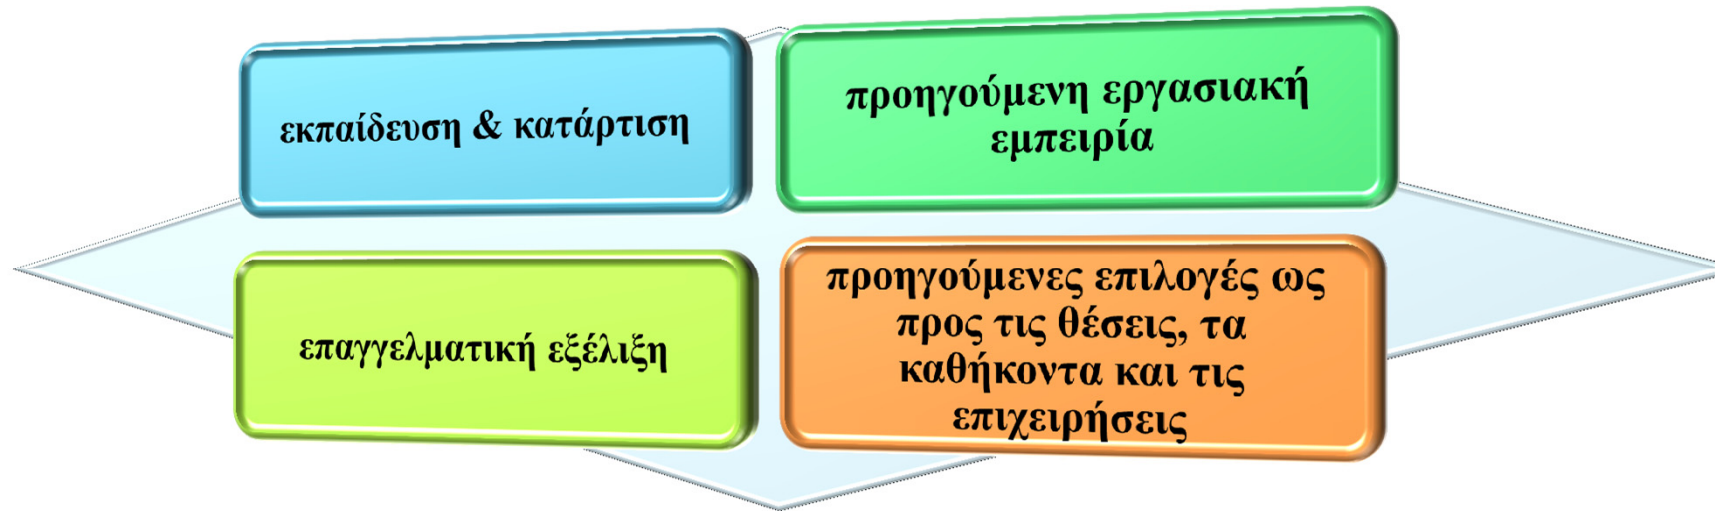 εκπαίδευση & κατάρτιση
προηγούμενη εργασιακή
εμπειρία
επαγγελματική εξέλιξη
προηγούμενες επιλογές ως
προς τις θέσεις, τα
καθήκοντα και τις
επιχειρήσεις